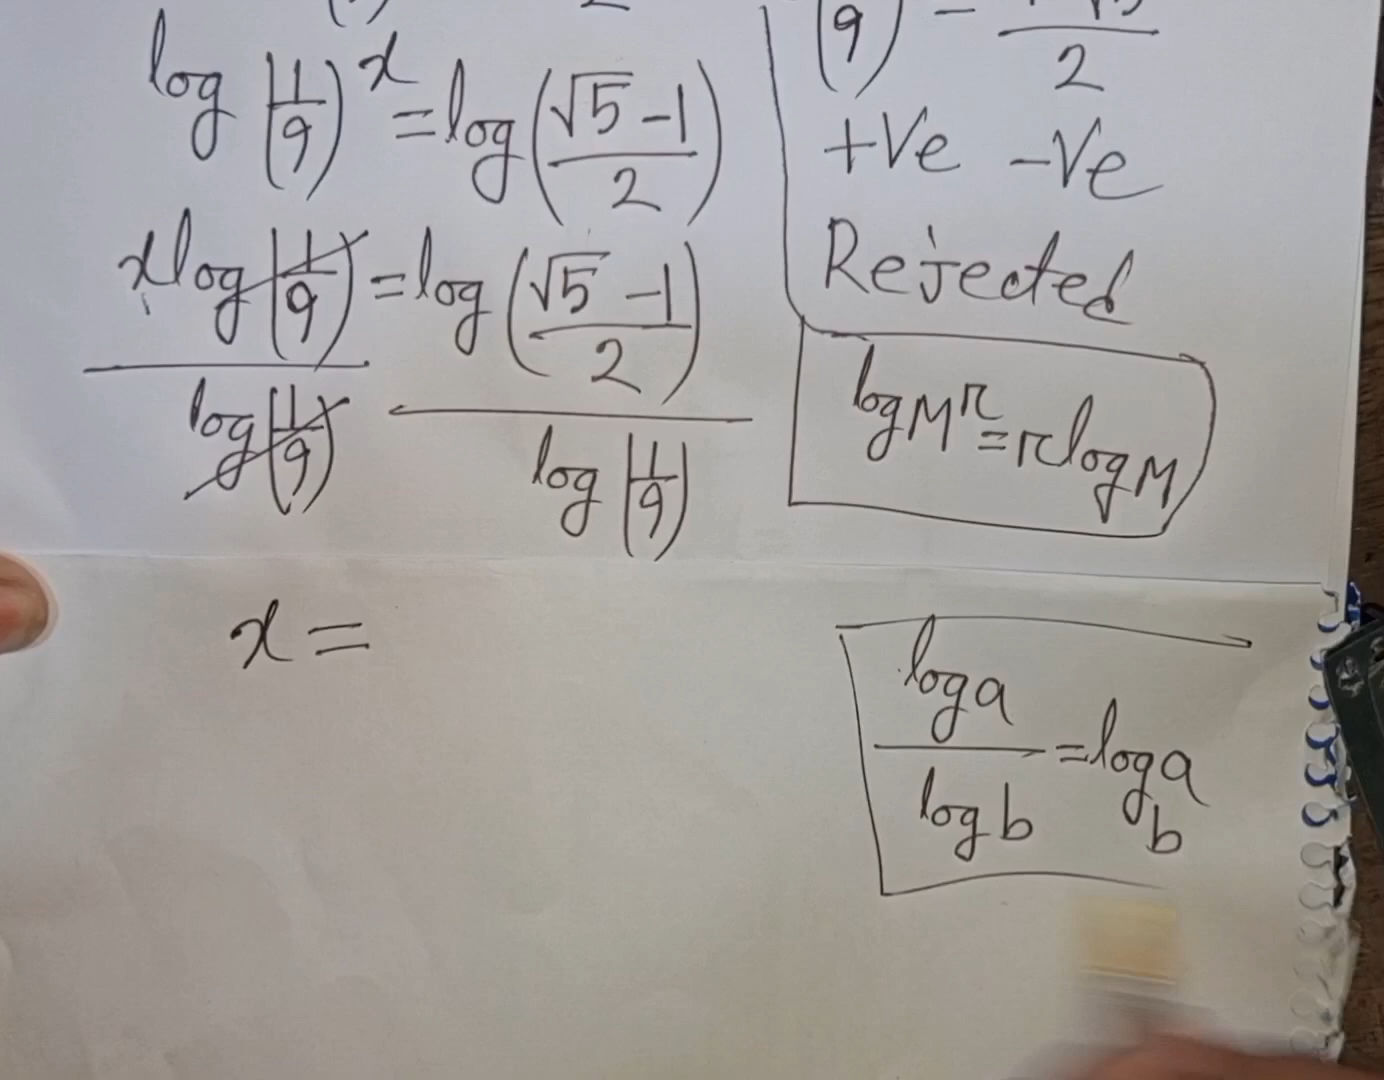 log (1/9)^x = log ((√5 - 1)/2)
x log (1/9) / log (1/9) = log ((√5 - 1)/2) / log (1/9)
x =
(9) - 2
+Ve -Ve
Rejected
log M^r = r log M
log a / log b = log_b a